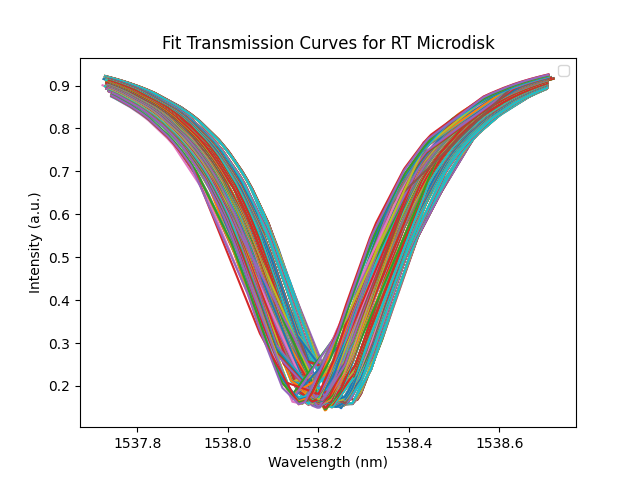 Fit Transmission Curves for RT Microdisk
0.9
0.8
0.7
0.6
0.5
0.4
0.3
0.2
Intensity (a.u.)
1537.8 1538.0 1538.2 1538.4 1538.6
Wavelength (nm)